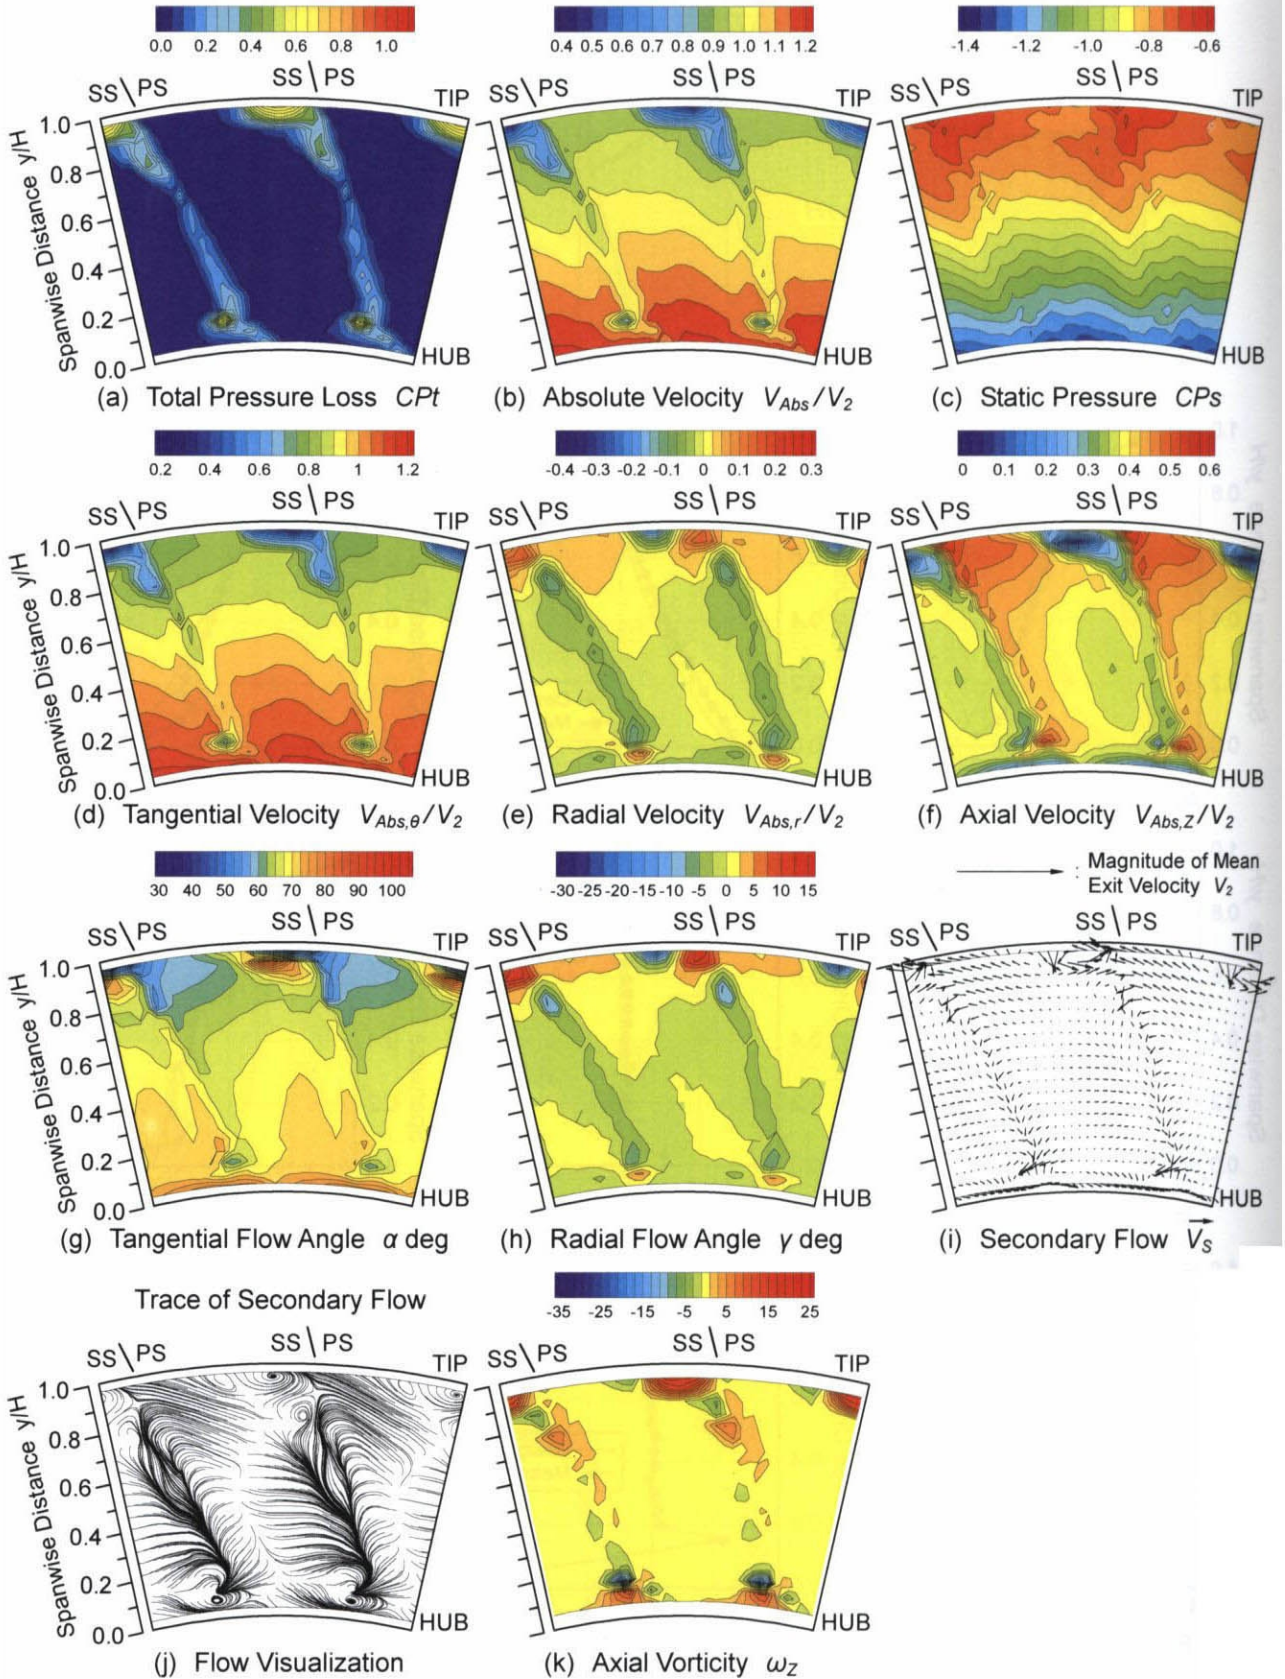 0.0 0.2 0.4 0.6 0.8 1.0
0.4 0.5 0.6 0.7 0.8 0.9 1.0 1.1 1.2
-1.4 -1.2 -1.0 -0.8 -0.6
SS \ PS SS \ PS TIP
SS \ PS SS \ PS TIP
SS \ PS SS \ PS TIP
Spanwise Distance y/H
1.0
0.8
0.6
0.4
0.2
0.0
HUB
HUB
HUB
(a) Total Pressure Loss CPt
(b) Absolute Velocity V_Abs/V_2
(c) Static Pressure CPs
0.2 0.4 0.6 0.8 1.0 1.2
-0.4 -0.3 -0.2 -0.1 0 0.1 0.2 0.3
0 0.1 0.2 0.3 0.4 0.5 0.6
SS \ PS SS \ PS TIP
SS \ PS SS \ PS TIP
SS \ PS SS \ PS TIP
Spanwise Distance y/H
1.0
0.8
0.6
0.4
0.2
0.0
HUB
HUB
HUB
(d) Tangential Velocity V_Abs,θ/V_2
(e) Radial Velocity V_Abs,r/V_2
(f) Axial Velocity V_Abs,Z/V_2
30 40 50 60 70 80 90 100
-30 -25 -20 -15 -10 -5 0 5 10 15
: Magnitude of Mean
Exit Velocity V_2
SS \ PS SS \ PS TIP
SS \ PS SS \ PS TIP
SS \ PS SS \ PS TIP
Spanwise Distance y/H
1.0
0.8
0.6
0.4
0.2
0.0
HUB
HUB
HUB
(g) Tangential Flow Angle α deg
(h) Radial Flow Angle γ deg
(i) Secondary Flow V_S
Trace of Secondary Flow
-35 -25 -15 -5 5 15 25
SS \ PS SS \ PS TIP
SS \ PS SS \ PS TIP
Spanwise Distance y/H
1.0
0.8
0.6
0.4
0.2
0.0
HUB
HUB
(j) Flow Visualization
(k) Axial Vorticity ω_Z